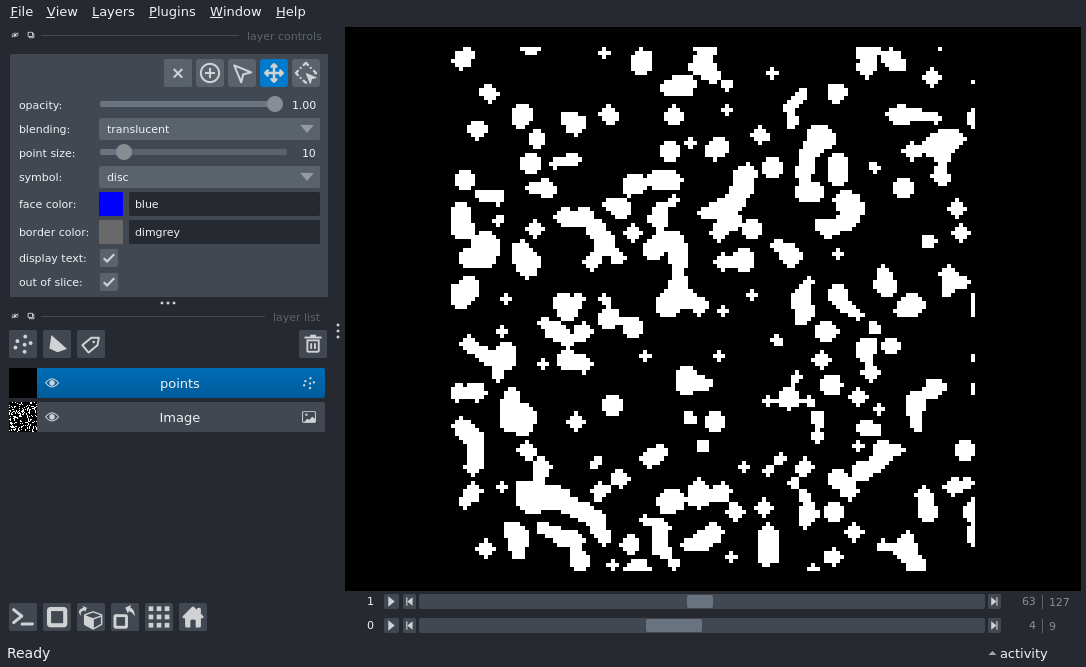 File View Layers Plugins Window Help
layer controls
opacity: 1.00
blending: translucent
point size: 10
symbol: disc
face color: blue
border color: dimgrey
display text:
out of slice:
layer list
points
Image
1 63 127
0 4 9
Ready activity